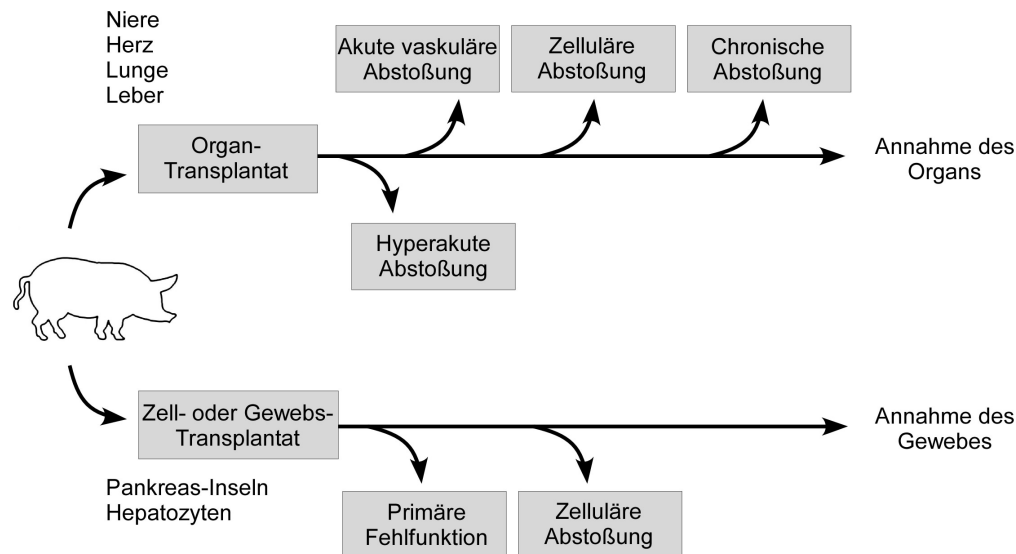 Niere
Herz
Lunge
Leber
Akute vaskuläre
Abstoßung
Zelluläre
Abstoßung
Chronische
Abstoßung
Organ-
Transplantat
Annahme des
Organs
Hyperakute
Abstoßung
Zell- oder Gewebs-
Transplantat
Annahme des
Gewebes
Pankreas-Inseln
Hepatozyten
Primäre
Fehlfunktion
Zelluläre
Abstoßung